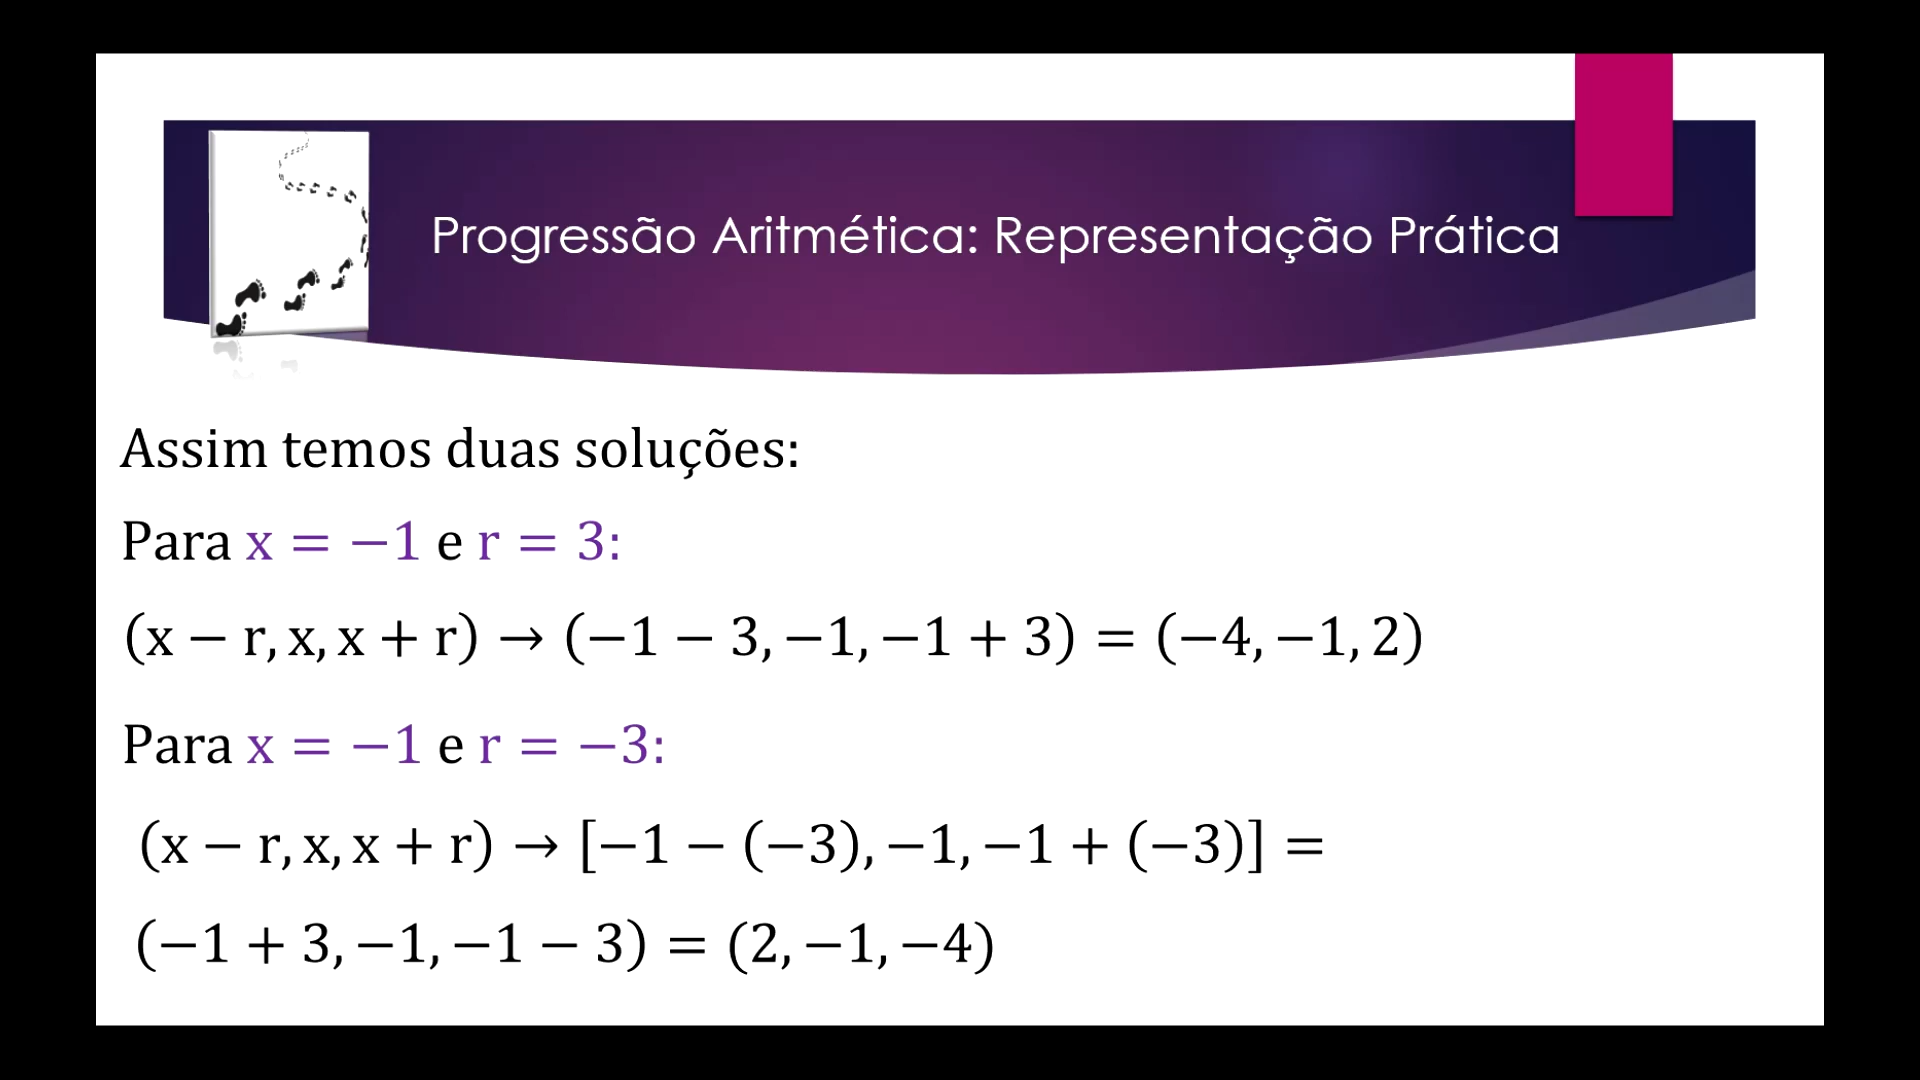 Progressão Aritmética: Representação Prática
Assim temos duas soluções:
Para x = −1 e r = 3:
(x − r, x, x + r) → (−1 − 3, −1, −1 + 3) = (−4, −1, 2)
Para x = −1 e r = −3:
(x − r, x, x + r) → [−1 − (−3), −1, −1 + (−3)] =
(−1 + 3, −1, −1 − 3) = (2, −1, −4)